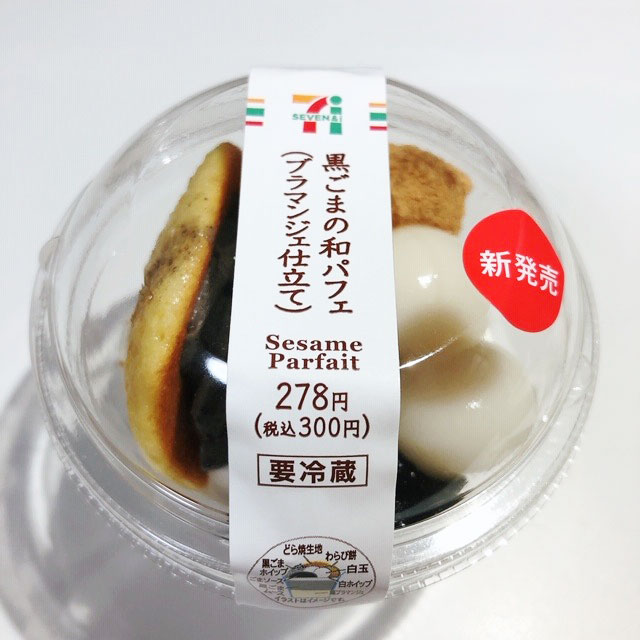 SEVEN & i
黒ごまの和パフェ
(ブラマンジェ仕立て)
新発売
Sesame
Parfait
278円
(税込300円)
要冷蔵
どら焼生地
わらび餅
黒ごま
ホイップ
白玉
白ホイップ
イラストはイメージです。